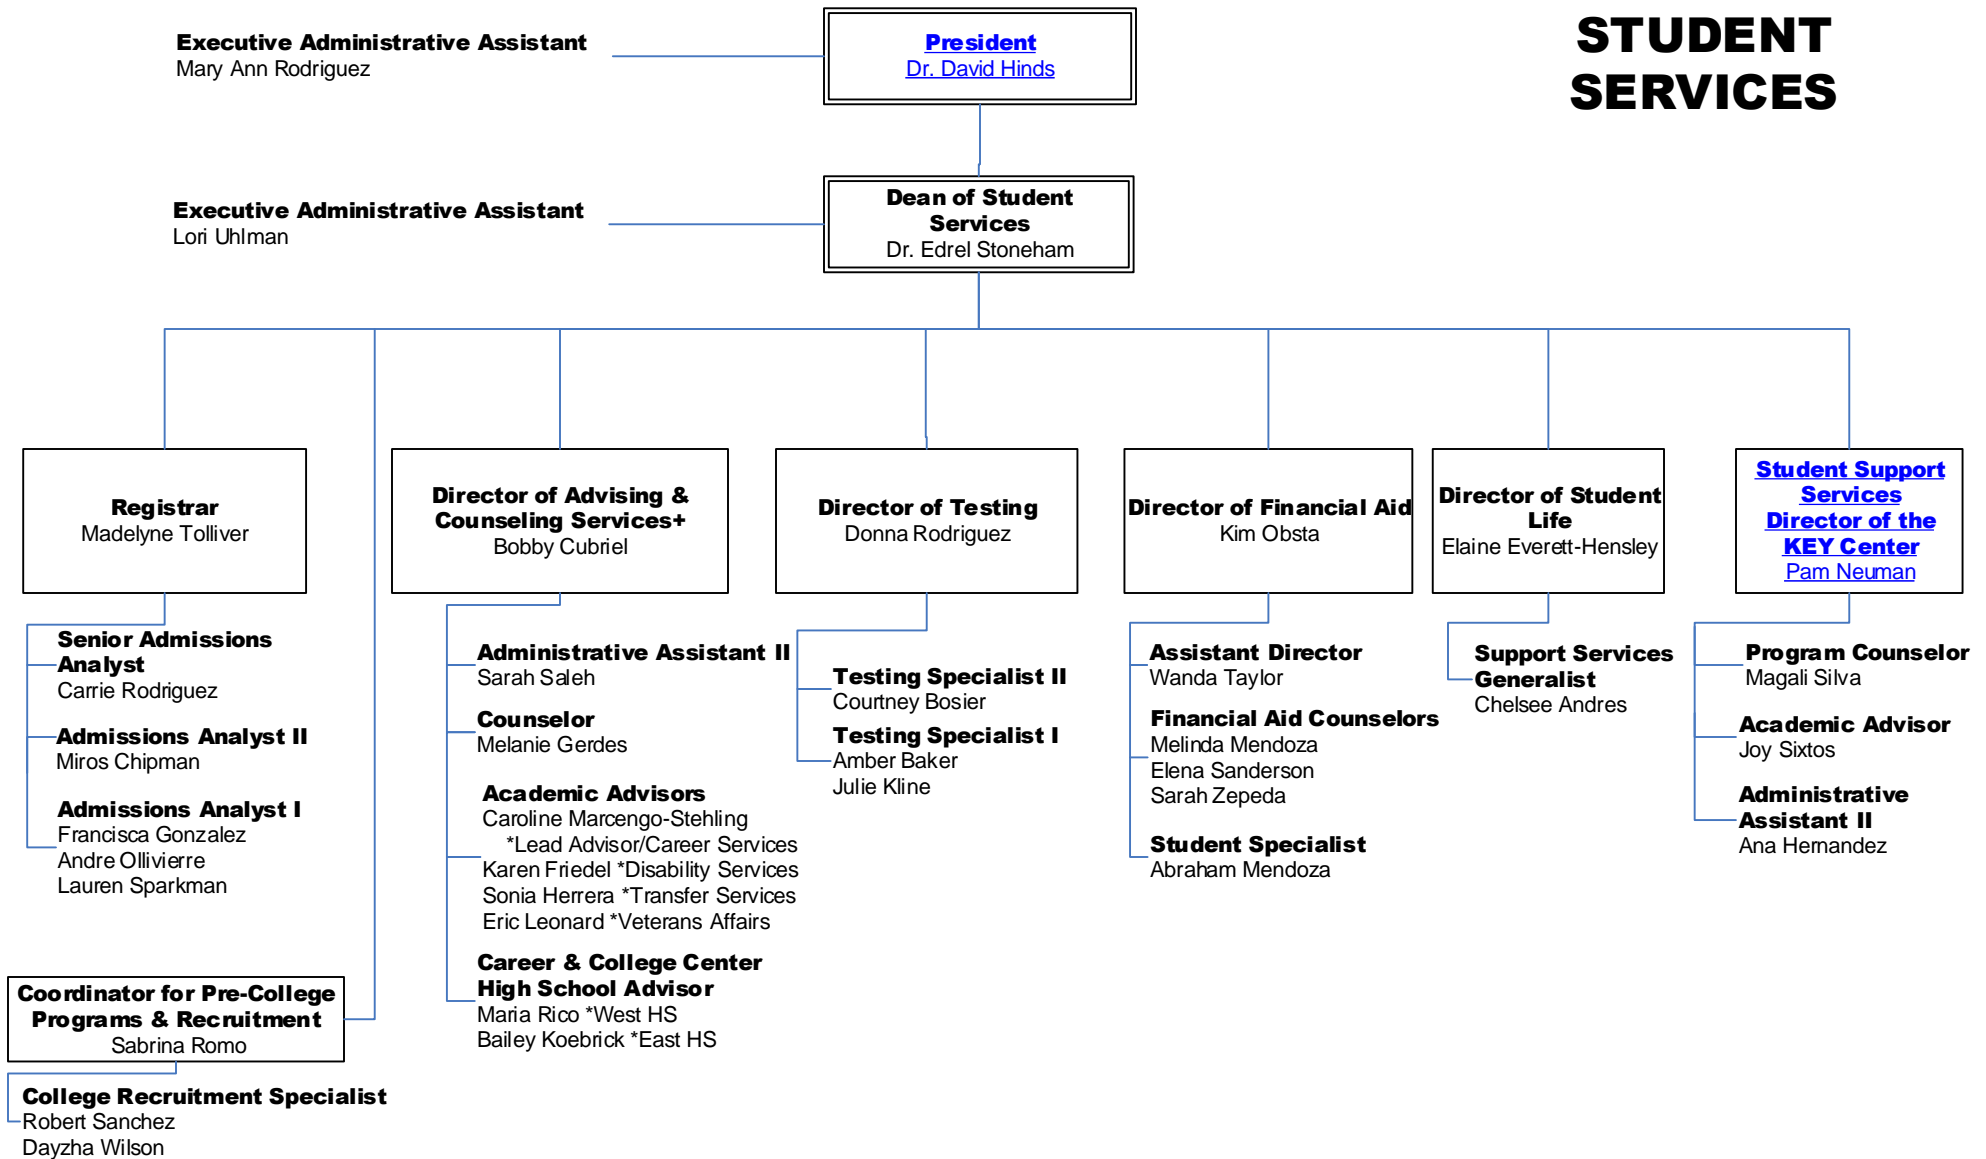 STUDENT
SERVICES
Executive Administrative Assistant
Mary Ann Rodriguez
President
Dr. David Hinds
Executive Administrative Assistant
Lori Uhlman
Dean of Student
Services
Dr. Edrel Stoneham
Registrar
Madelyne Tolliver
Senior Admissions
Analyst
Carrie Rodriguez
Admissions Analyst II
Miros Chipman
Admissions Analyst I
Francisca Gonzalez
Andre Ollivierre
Lauren Sparkman
Coordinator for Pre-College
Programs & Recruitment
Sabrina Romo
College Recruitment Specialist
Robert Sanchez
Dayzha Wilson
Director of Advising &
Counseling Services+
Bobby Cubriel
Administrative Assistant II
Sarah Saleh
Counselor
Melanie Gerdes
Academic Advisors
Caroline Marcengo-Stehling
*Lead Advisor/Career Services
Karen Friedel *Disability Services
Sonia Herrera *Transfer Services
Eric Leonard *Veterans Affairs
Career & College Center
High School Advisor
Maria Rico *West HS
Bailey Koebrick *East HS
Director of Testing
Donna Rodriguez
Testing Specialist II
Courtney Bosier
Testing Specialist I
Amber Baker
Julie Kline
Director of Financial Aid
Kim Obsta
Assistant Director
Wanda Taylor
Financial Aid Counselors
Melinda Mendoza
Elena Sanderson
Sarah Zepeda
Student Specialist
Abraham Mendoza
Director of Student
Life
Elaine Everett-Hensley
Support Services
Generalist
Chelsee Andres
Student Support
Services
Director of the
KEY Center
Pam Neuman
Program Counselor
Magali Silva
Academic Advisor
Joy Sixtos
Administrative
Assistant II
Ana Hernandez